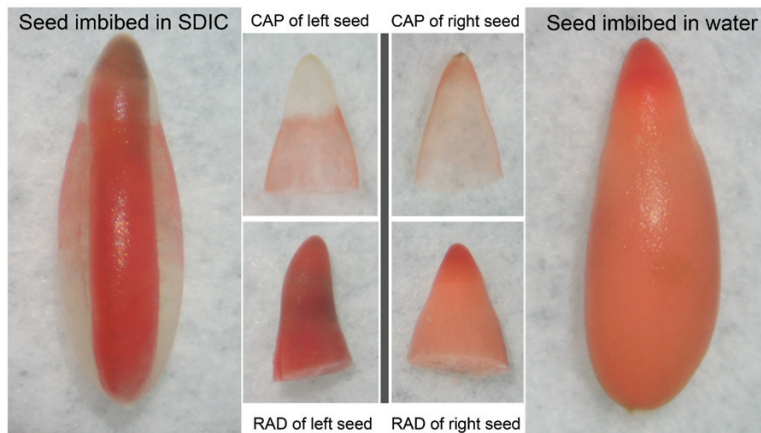 Seed imbibed in SDIC
CAP of left seed
CAP of right seed
Seed imbibed in water
RAD of left seed
RAD of right seed